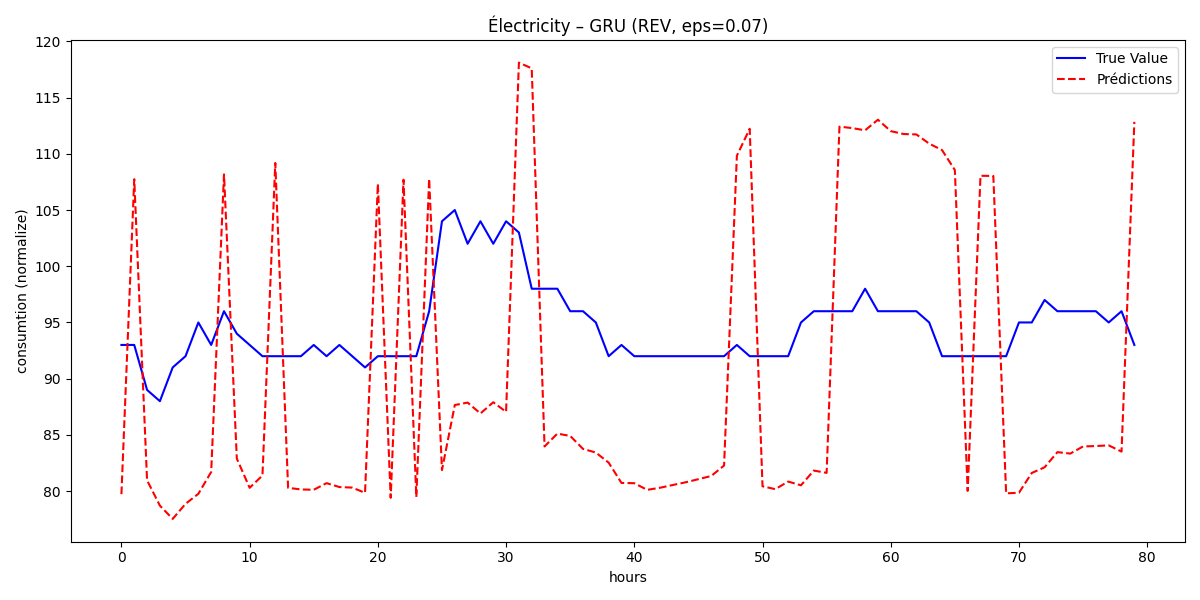 Électricity – GRU (REV, eps=0.07)
True Value
Prédictions
consumtion (normalize)
120
115
110
105
100
95
90
85
80
0 10 20 30 40 50 60 70 80
hours